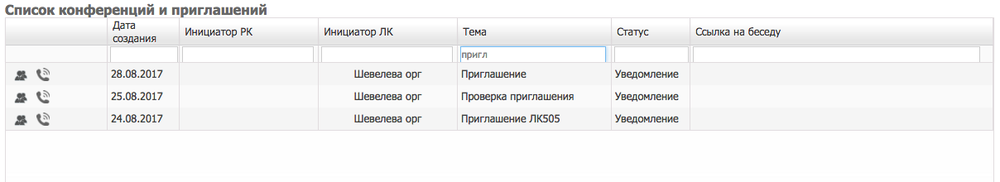 Список конференций и приглашений
Дата создания Инициатор РК Инициатор ЛК Тема Статус Ссылка на беседу
пригл
28.08.2017 Шевелева орг Приглашение Уведомление
25.08.2017 Шевелева орг Проверка приглашения Уведомление
24.08.2017 Шевелева орг Приглашение ЛК505 Уведомление